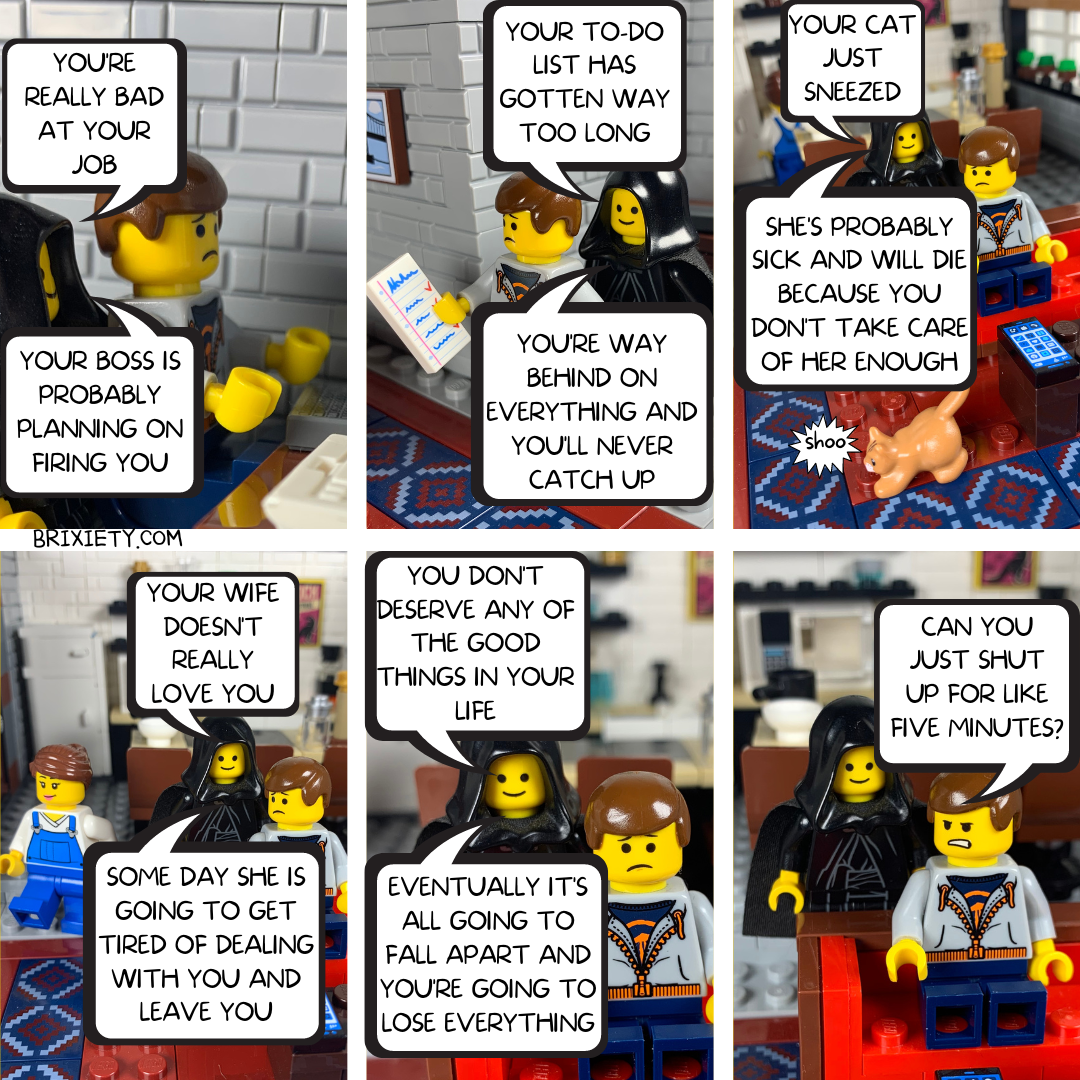 YOU'RE
REALLY BAD
AT YOUR
JOB
YOUR BOSS IS
PROBABLY
PLANNING ON
FIRING YOU
YOUR TO-DO
LIST HAS
GOTTEN WAY
TOO LONG
YOU'RE WAY
BEHIND ON
EVERYTHING AND
YOU'LL NEVER
CATCH UP
YOUR CAT
JUST
SNEEZED
SHE'S PROBABLY
SICK AND WILL DIE
BECAUSE YOU
DON'T TAKE CARE
OF HER ENOUGH
Shoo
BRIXIETY.COM
YOUR WIFE
DOESN'T
REALLY
LOVE YOU
SOME DAY SHE IS
GOING TO GET
TIRED OF DEALING
WITH YOU AND
LEAVE YOU
YOU DON'T
DESERVE ANY OF
THE GOOD
THINGS IN YOUR
LIFE
EVENTUALLY IT'S
ALL GOING TO
FALL APART AND
YOU'RE GOING TO
LOSE EVERYTHING
CAN YOU
JUST SHUT
UP FOR LIKE
FIVE MINUTES?